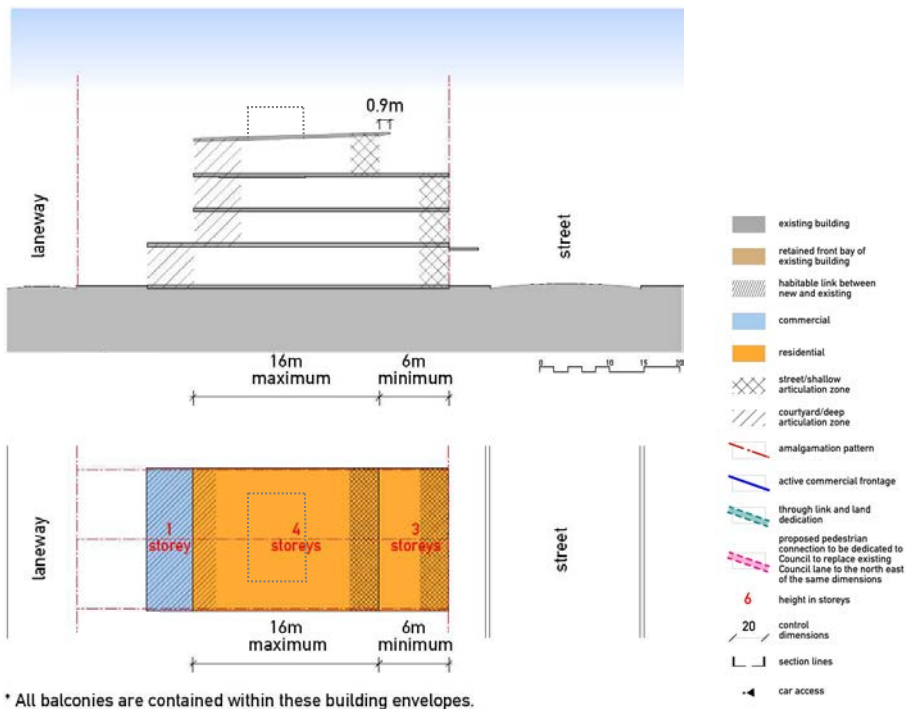 0.9m
laneway
street
16m
maximum
6m
minimum
0 5 10 15 20
existing building
retained front bay of
existing building
habitable link between
new and existing
commercial
residential
street/shallow
articulation zone
courtyard/deep
articulation zone
amalgamation pattern
active commercial frontage
through link and land
dedication
proposed pedestrian
connection to be dedicated to
Council to replace existing
Council lane to the north east
of the same dimensions
6
height in storeys
20
control
dimensions
section lines
car access
laneway
1
storey
4
storeys
3
storeys
street
16m
maximum
6m
minimum
* All balconies are contained within these building envelopes.